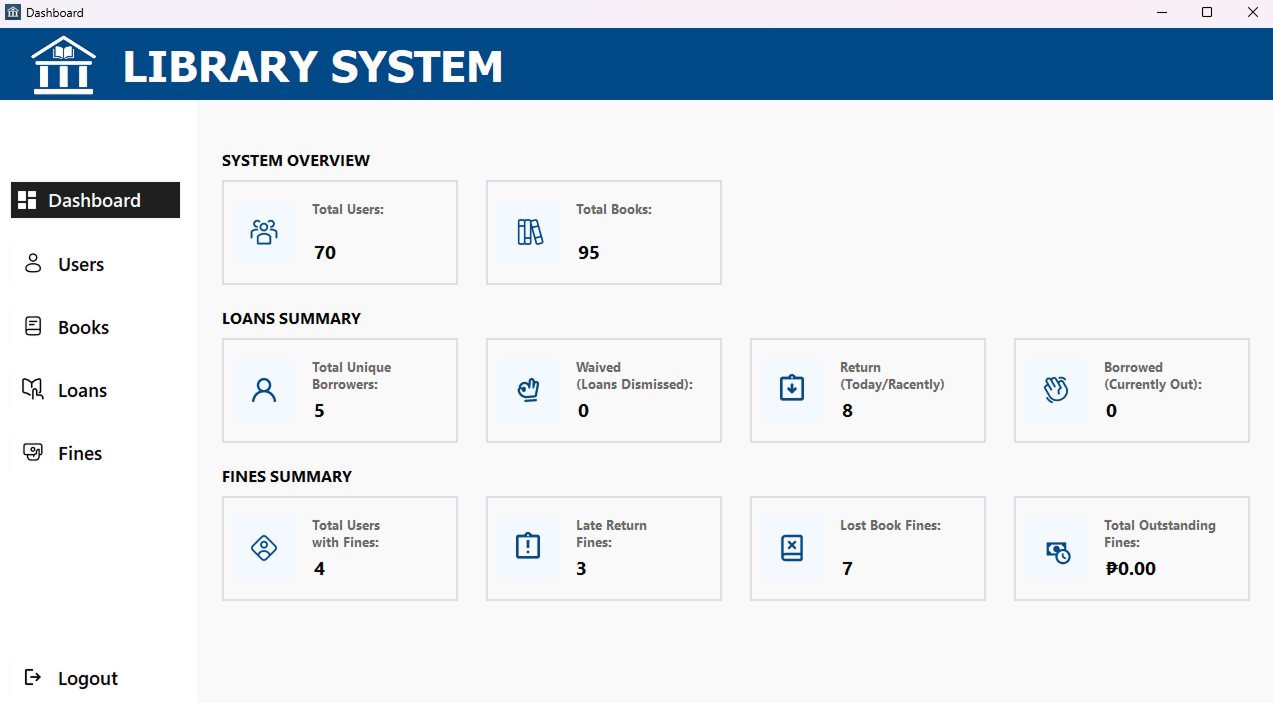 Dashboard
LIBRARY SYSTEM
Dashboard
Users
Books
Loans
Fines
Logout
SYSTEM OVERVIEW
Total Users:
70
Total Books:
95
LOANS SUMMARY
Total Unique
Borrowers:
5
Waived
(Loans Dismissed):
0
Return
(Today/Racently)
8
Borrowed
(Currently Out):
0
FINES SUMMARY
Total Users
with Fines:
4
Late Return
Fines:
3
Lost Book Fines:
7
Total Outstanding
Fines:
₱0.00